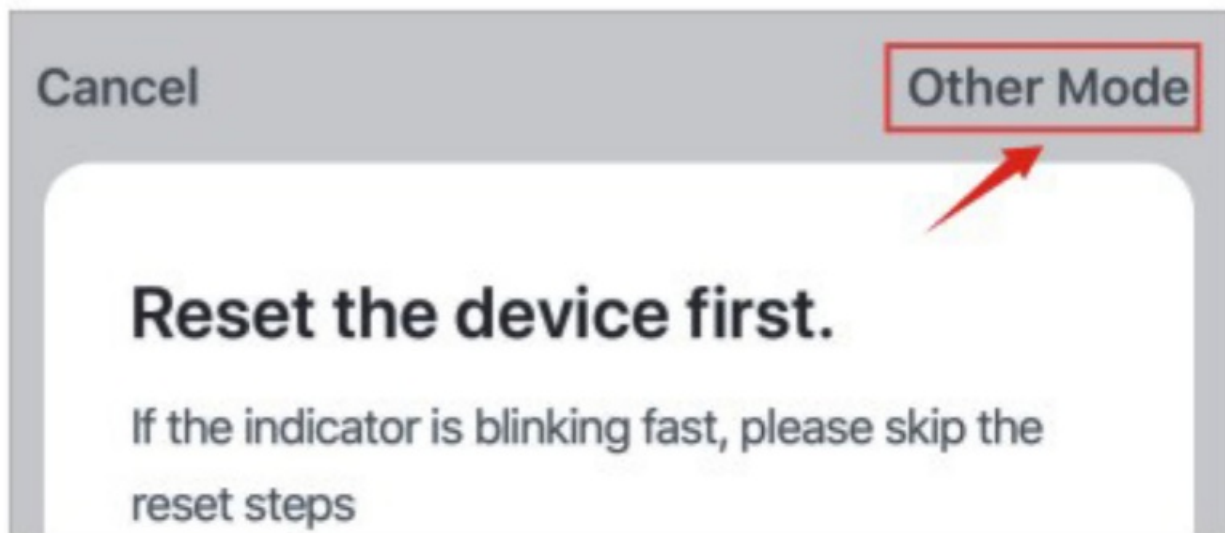 Cancel
Other Mode
Reset the device first.
If the indicator is blinking fast, please skip the
reset steps